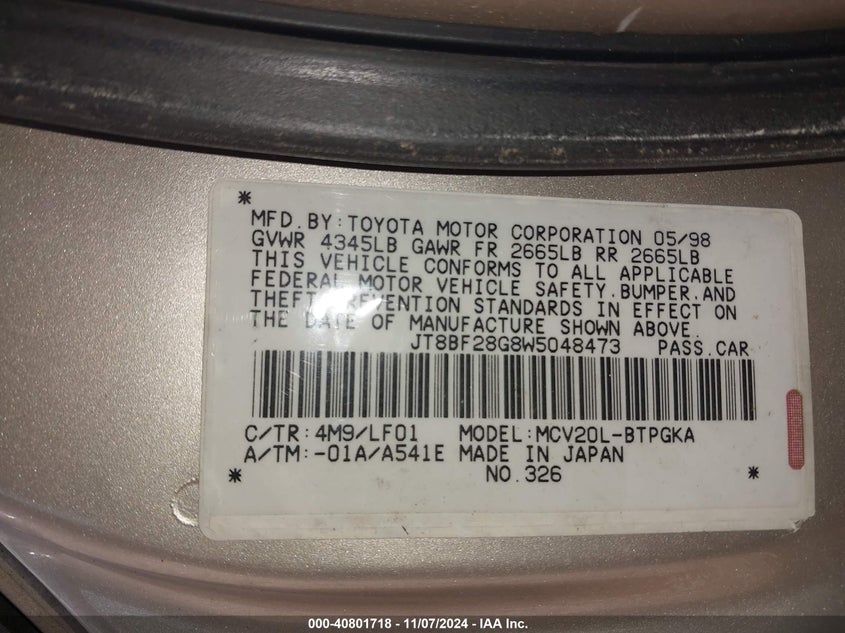 *
MFD. BY: TOYOTA MOTOR CORPORATION 05/98
GVWR 4345LB GAWR FR 2665LB RR 2665LB
THIS VEHICLE CONFORMS TO ALL APPLICABLE
FEDERAL MOTOR VEHICLE SAFETY. BUMPER. AND
THEFT PREVENTION STANDARDS IN EFFECT ON
THE DATE OF MANUFACTURE SHOWN ABOVE.
JT8BF28G8W5048473 PASS. CAR
C/TR: 4M9/LF01 MODEL: MCV20L-BTPGKA
A/TM: -01A/A541E MADE IN JAPAN
* NO. 326 *
000-40801718 - 11/07/2024 - IAA Inc.